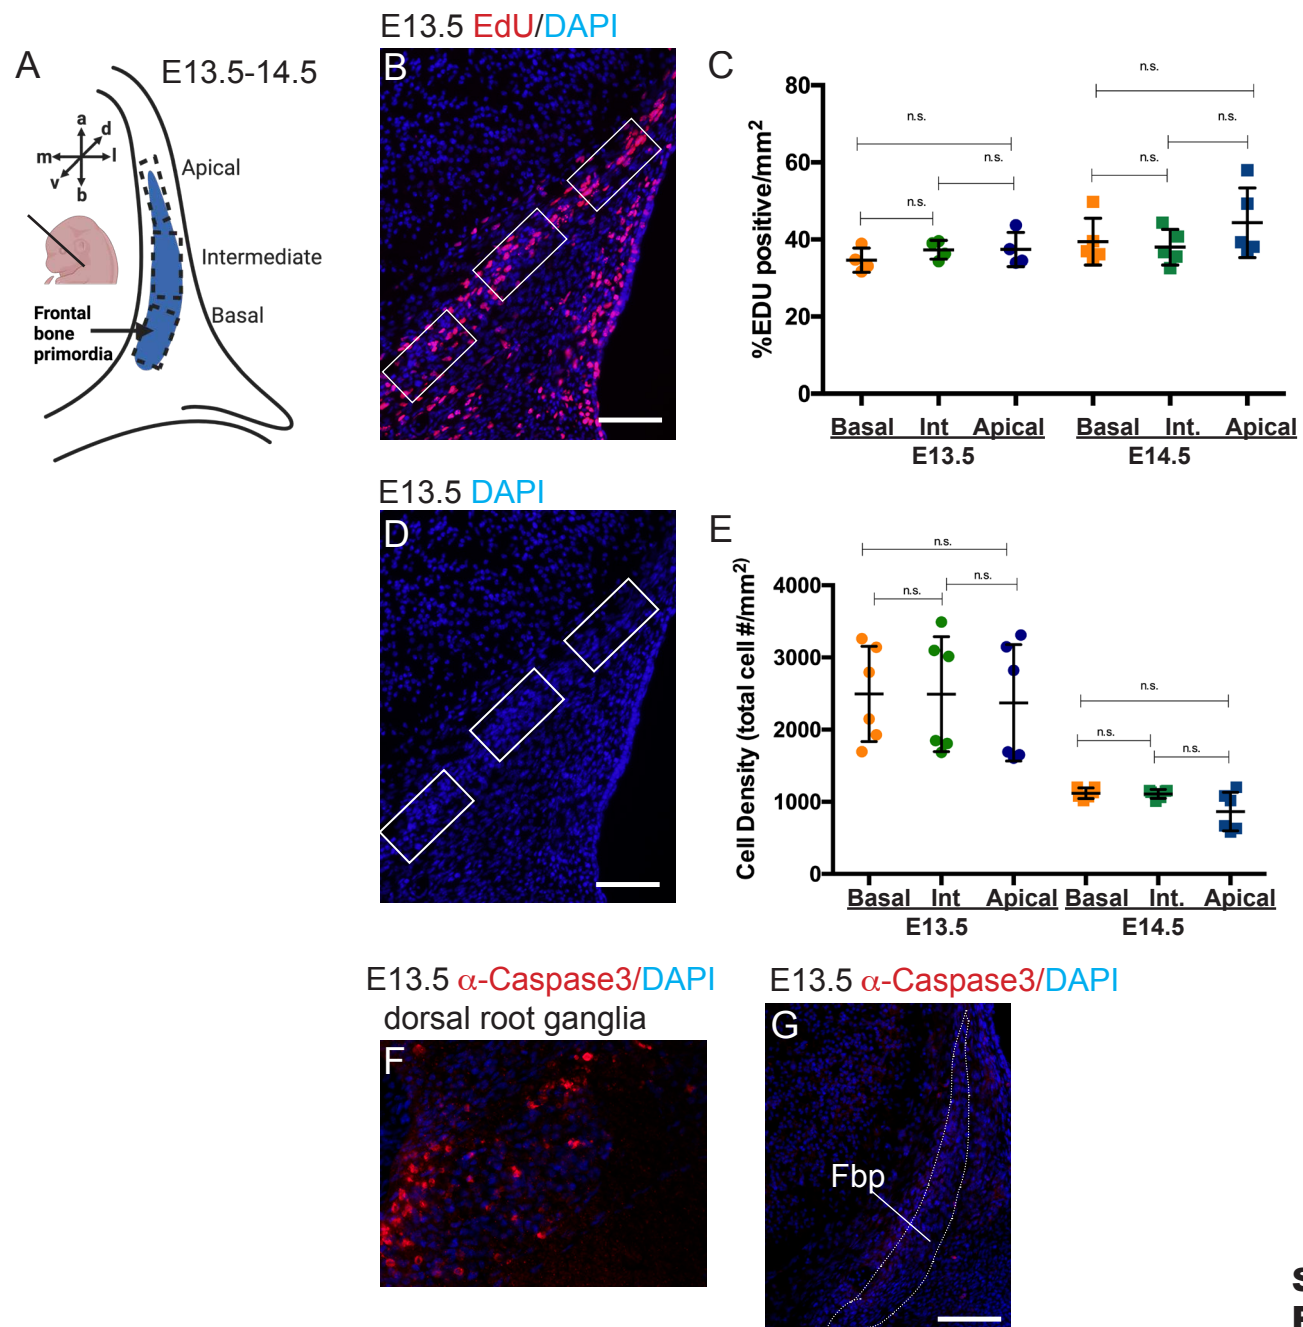 A
E13.5-14.5
a
d
m
l
v
b
Apical
Intermediate
Basal
Frontal
bone
primordia
E13.5 EdU/DAPI
B
C
%EDU positive/mm2
80
60
40
20
0
n.s.
n.s.
n.s.
n.s.
n.s.
n.s.
Basal Int Apical Basal Int. Apical
E13.5 E14.5
E13.5 DAPI
D
E
Cell Density (total cell #/mm2)
4000
3000
2000
1000
0
n.s.
n.s.
n.s.
n.s.
n.s.
n.s.
Basal Int Apical Basal Int. Apical
E13.5 E14.5
E13.5 α-Caspase3/DAPI
dorsal root ganglia
F
E13.5 α-Caspase3/DAPI
G
Fbp